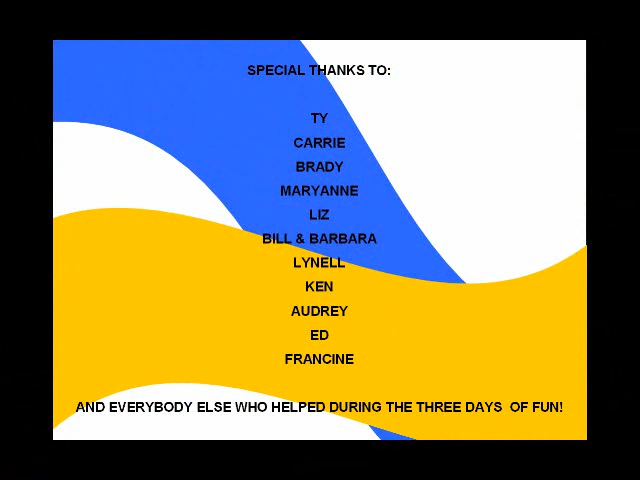 SPECIAL THANKS TO:
TY
CARRIE
BRADY
MARYANNE
LIZ
BILL & BARBARA
LYNELL
KEN
AUDREY
ED
FRANCINE
AND EVERYBODY ELSE WHO HELPED DURING THE THREE DAYS  OF FUN!